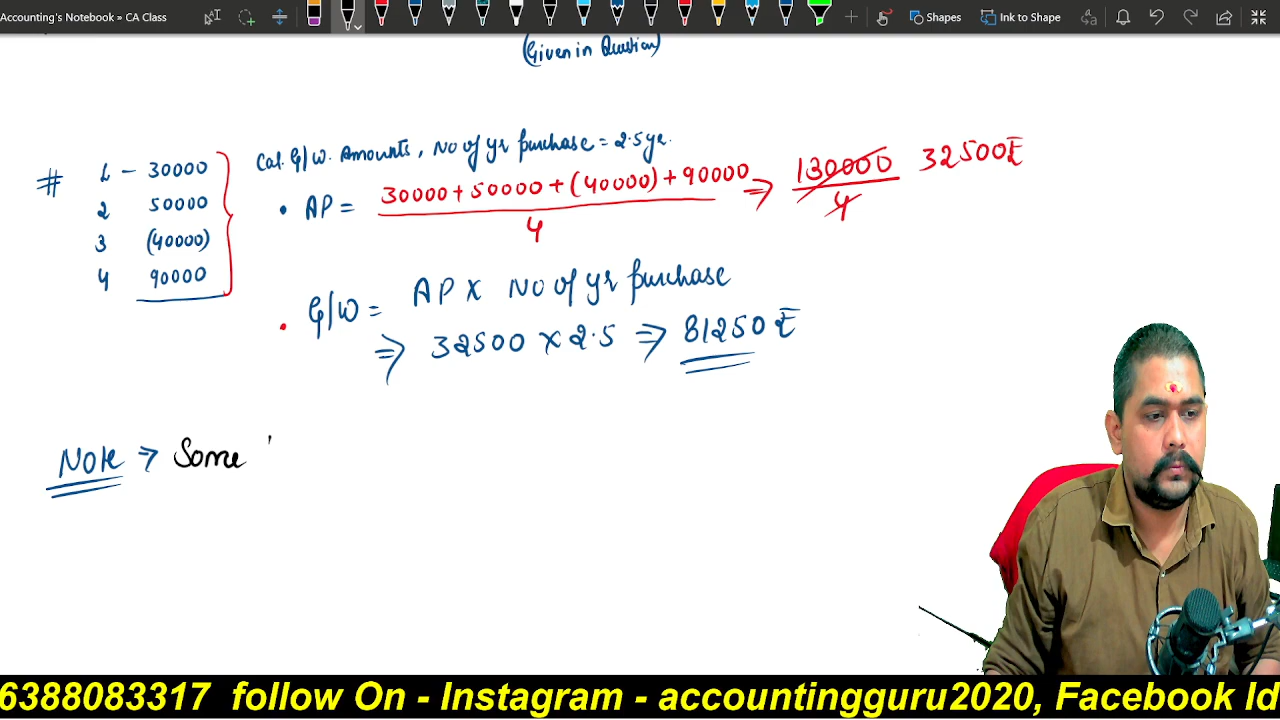 Accounting's Notebook » CA Class
Shapes
Ink to Shape
(Given in Question)
# 1 - 30000
2 50000
3 (40000)
4 90000
Cal. G/W. Amounts, No of yr purchase = 2.5 yr.
• AP = 30000 + 50000 + (40000) + 90000 ⇒ 130000 32500₹
4 4
• G/W = AP x No of yr purchase
⇒ 32500 x 2.5 ⇒ 81250₹
Note ⇒ Some
6388083317 follow On - Instagram - accountingguru2020, Facebook Id